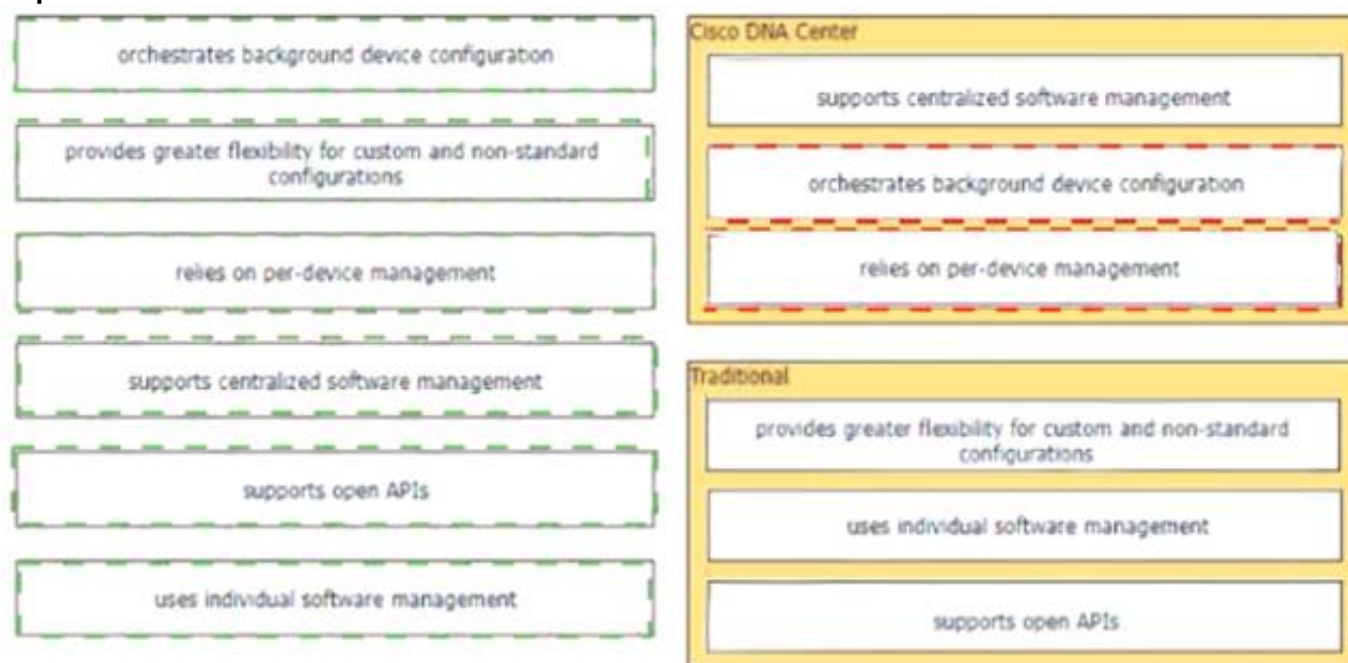 orchestrates background device configuration
provides greater flexibility for custom and non-standard
configurations
relies on per-device management
supports centralized software management
supports open APIs
uses individual software management
Cisco DNA Center
supports centralized software management
orchestrates background device configuration
relies on per-device management
Traditional
provides greater flexibility for custom and non-standard
configurations
uses individual software management
supports open APIs